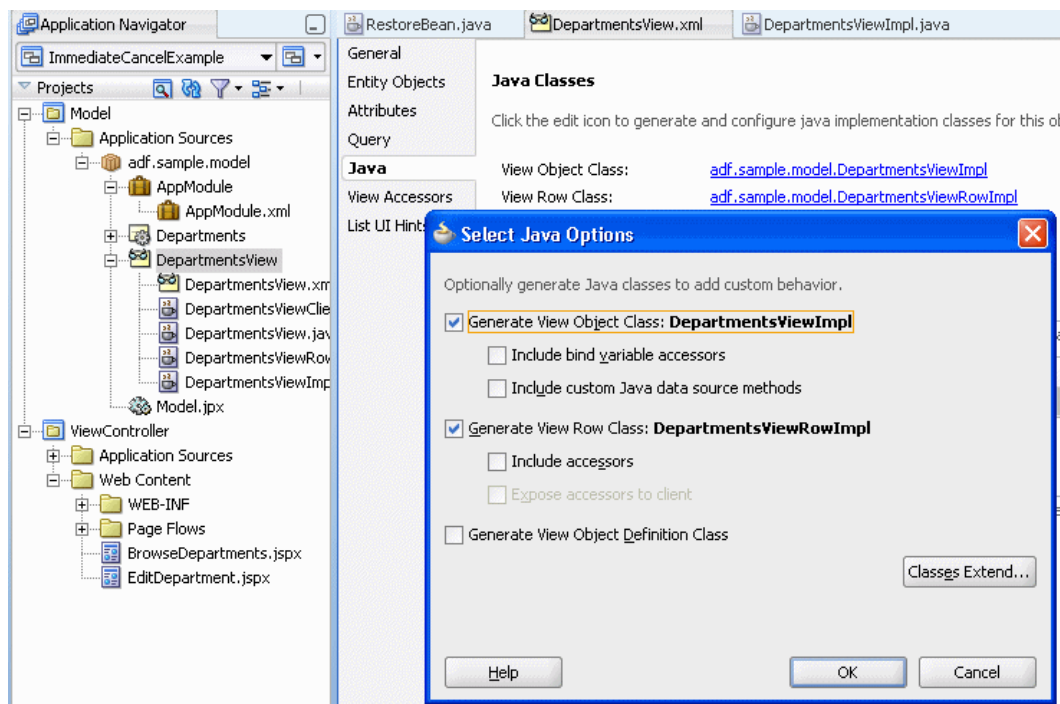 Application Navigator
ImmediateCancelExample
Projects
Model
Application Sources
adf.sample.model
AppModule
AppModule.xml
Departments
DepartmentsView
DepartmentsView.xm
DepartmentsViewClie
DepartmentsView.jav
DepartmentsViewRow
DepartmentsViewImp
Model.jpx
ViewController
Application Sources
Web Content
WEB-INF
Page Flows
BrowseDepartments.jspx
EditDepartment.jspx
RestoreBean.java DepartmentsView.xml DepartmentsViewImpl.java
General
Entity Objects
Attributes
Query
Java
View Accessors
List UI Hints
Java Classes
Click the edit icon to generate and configure java implementation classes for this ob
View Object Class: adf.sample.model.DepartmentsViewImpl
View Row Class: adf.sample.model.DepartmentsViewRowImpl
Select Java Options
Optionally generate Java classes to add custom behavior.
Generate View Object Class: DepartmentsViewImpl
Include bind variable accessors
Include custom Java data source methods
Generate View Row Class: DepartmentsViewRowImpl
Include accessors
Expose accessors to client
Generate View Object Definition Class
Classes Extend...
Help OK Cancel